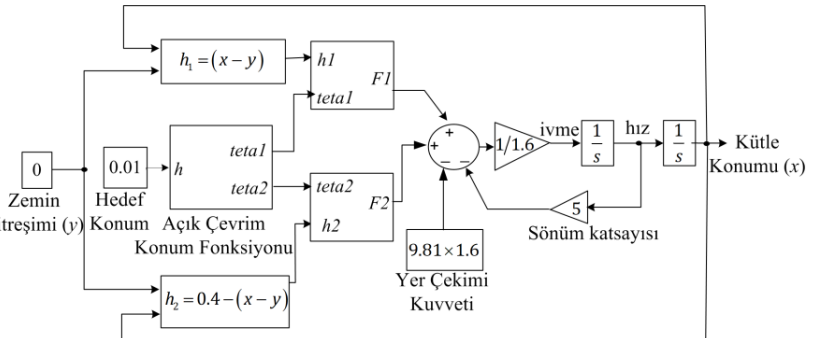 h₁ = (x − y)
h1
F1
teta1
0
Zemin
itreşimi (y)
0.01
Hedef
Konum
h
teta1
teta2
Açık Çevrim
Konum Fonksiyonu
teta2
F2
h2
h₂ = 0.4 − (x − y)
+
+
−
−
1/1.6
ivme
1/s
hız
1/s
Kütle
Konumu (x)
5
Sönüm katsayısı
9.81×1.6
Yer Çekimi
Kuvveti